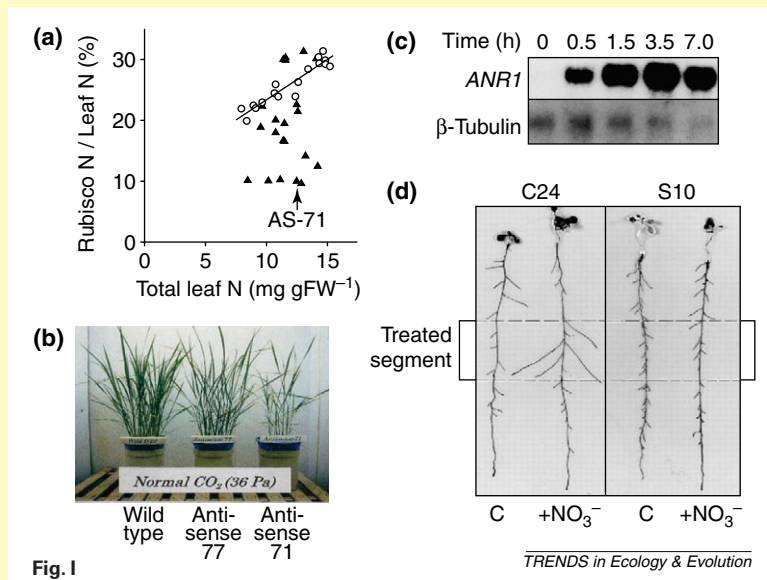 (a)
Rubisco N / Leaf N (%)
30
20
10
0
0 5 10 15
AS-71
Total leaf N (mg gFW⁻¹)
(b)
Normal CO₂ (36 Pa)
Wild type
Anti-sense 77
Anti-sense 71
(c)
Time (h) 0 0.5 1.5 3.5 7.0
ANR1
β-Tubulin
(d)
C24 S10
Treated
segment
C +NO₃⁻ C +NO₃⁻
Fig. I
TRENDS in Ecology & Evolution